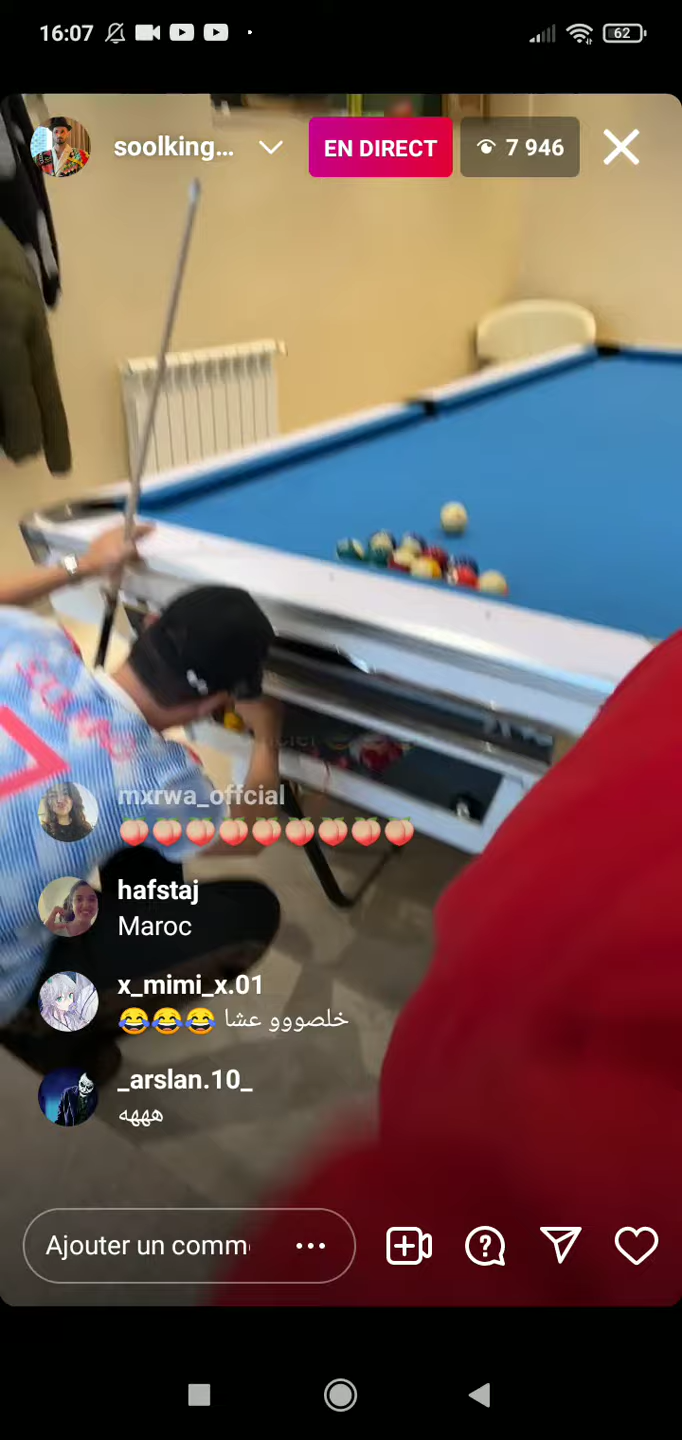 16:07
62
soolking...
EN DIRECT
7 946
mxrwa_offcial
🍑🍑🍑🍑🍑🍑🍑🍑🍑
hafstaj
Maroc
x_mimi_x.01
خلصووو عشا 😂😂😂
_arslan.10_
هههه
Ajouter un comm